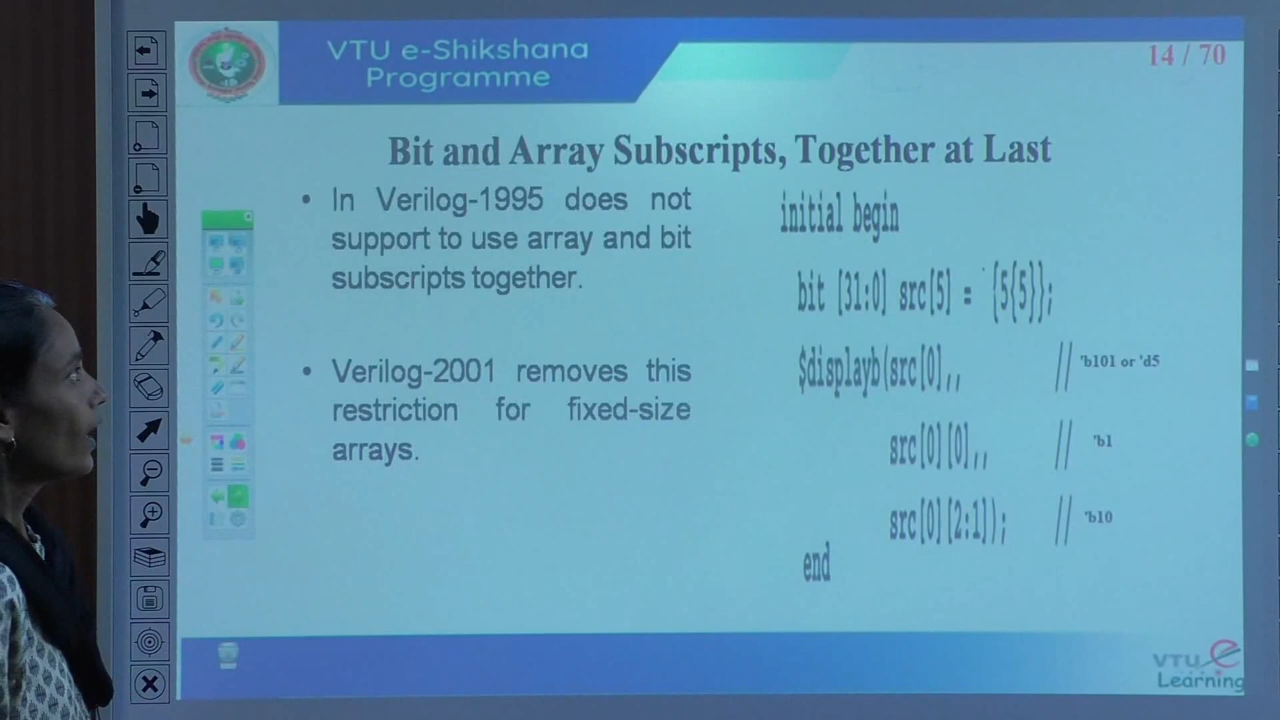 VTU e-Shikshana
Programme
14 / 70
Bit and Array Subscripts, Together at Last
• In Verilog-1995 does not
support to use array and bit
subscripts together.
• Verilog-2001 removes this
restriction for fixed-size
arrays.
initial begin
bit [31:0] src[5] = '{5{5}};
$displayb(src[0],, // 'b101 or 'd5
src[0][0],, // 'b1
src[0][2:1]); // 'b10
end
VTU e
Learning